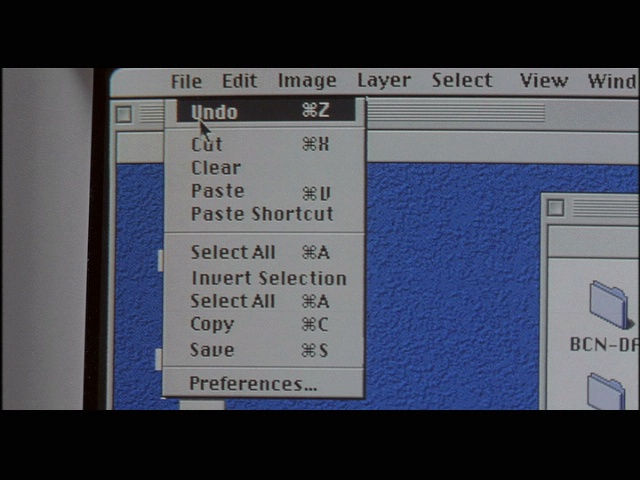 File Edit Image Layer Select View Wind
Undo ⌘Z
Cut ⌘X
Clear
Paste ⌘V
Paste Shortcut
Select All ⌘A
Invert Selection
Select All ⌘A
Copy ⌘C
Save ⌘S
Preferences...
BCN-DA